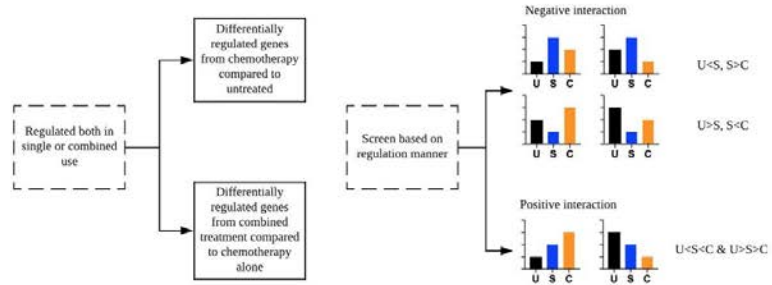 Differentially
regulated genes
from chemotherapy
compared to
untreated
Regulated both in
single or combined
use
Differentially
regulated genes
from combined
treatment compared
to chemotherapy
alone
Screen based on
regulation manner
Negative interaction
U S C
U S C
U<S, S>C
U S C
U S C
U>S, S<C
Positive interaction
U S C
U S C
U<S<C & U>S>C